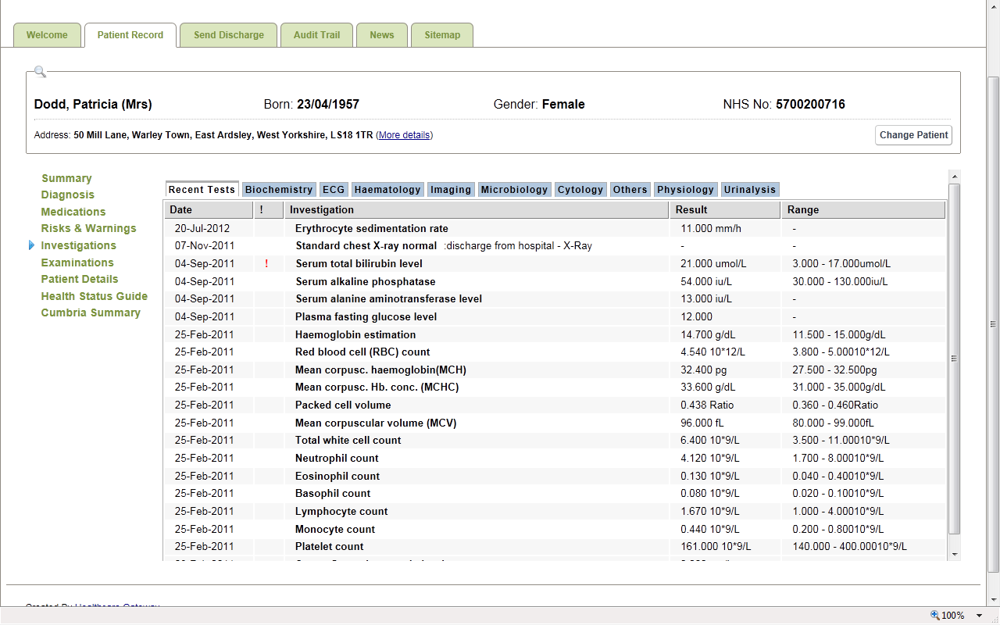 Welcome Patient Record Send Discharge Audit Trail News Sitemap
Dodd, Patricia (Mrs) Born: 23/04/1957 Gender: Female NHS No: 5700200716
Address: 50 Mill Lane, Warley Town, East Ardsley, West Yorkshire, LS18 1TR (More details) Change Patient
Summary
Diagnosis
Medications
Risks & Warnings
Investigations
Examinations
Patient Details
Health Status Guide
Cumbria Summary
Recent Tests Biochemistry ECG Haematology Imaging Microbiology Cytology Others Physiology Urinalysis
Date ! Investigation Result Range
20-Jul-2012 Erythrocyte sedimentation rate 11.000 mm/h -
07-Nov-2011 Standard chest X-ray normal :discharge from hospital - X-Ray - -
04-Sep-2011 ! Serum total bilirubin level 21.000 umol/L 3.000 - 17.000umol/L
04-Sep-2011 Serum alkaline phosphatase 54.000 iu/L 30.000 - 130.000iu/L
04-Sep-2011 Serum alanine aminotransferase level 13.000 iu/L -
04-Sep-2011 Plasma fasting glucose level 12.000 -
25-Feb-2011 Haemoglobin estimation 14.700 g/dL 11.500 - 15.000g/dL
25-Feb-2011 Red blood cell (RBC) count 4.540 10*12/L 3.800 - 5.00010*12/L
25-Feb-2011 Mean corpusc. haemoglobin(MCH) 32.400 pg 27.500 - 32.500pg
25-Feb-2011 Mean corpusc. Hb. conc. (MCHC) 33.600 g/dL 31.000 - 35.000g/dL
25-Feb-2011 Packed cell volume 0.438 Ratio 0.360 - 0.460Ratio
25-Feb-2011 Mean corpuscular volume (MCV) 96.000 fL 80.000 - 99.000fL
25-Feb-2011 Total white cell count 6.400 10*9/L 3.500 - 11.00010*9/L
25-Feb-2011 Neutrophil count 4.120 10*9/L 1.700 - 8.00010*9/L
25-Feb-2011 Eosinophil count 0.130 10*9/L 0.040 - 0.40010*9/L
25-Feb-2011 Basophil count 0.080 10*9/L 0.020 - 0.10010*9/L
25-Feb-2011 Lymphocyte count 1.670 10*9/L 1.000 - 4.00010*9/L
25-Feb-2011 Monocyte count 0.440 10*9/L 0.200 - 0.80010*9/L
25-Feb-2011 Platelet count 161.000 10*9/L 140.000 - 400.00010*9/L
Created By Healthcare Gateway
100%